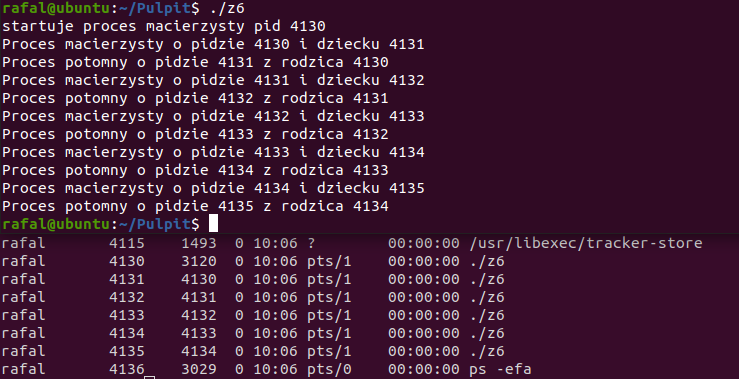 rafal@ubuntu:~/Pulpit$ ./z6
startuje proces macierzysty pid 4130
Proces macierzysty o pidzie 4130 i dziecku 4131
Proces potomny o pidzie 4131 z rodzica 4130
Proces macierzysty o pidzie 4131 i dziecku 4132
Proces potomny o pidzie 4132 z rodzica 4131
Proces macierzysty o pidzie 4132 i dziecku 4133
Proces potomny o pidzie 4133 z rodzica 4132
Proces macierzysty o pidzie 4133 i dziecku 4134
Proces potomny o pidzie 4134 z rodzica 4133
Proces macierzysty o pidzie 4134 i dziecku 4135
Proces potomny o pidzie 4135 z rodzica 4134
rafal@ubuntu:~/Pulpit$
rafal 4115 1493 0 10:06 ? 00:00:00 /usr/libexec/tracker-store
rafal 4130 3120 0 10:06 pts/1 00:00:00 ./z6
rafal 4131 4130 0 10:06 pts/1 00:00:00 ./z6
rafal 4132 4131 0 10:06 pts/1 00:00:00 ./z6
rafal 4133 4132 0 10:06 pts/1 00:00:00 ./z6
rafal 4134 4133 0 10:06 pts/1 00:00:00 ./z6
rafal 4135 4134 0 10:06 pts/1 00:00:00 ./z6
rafal 4136 3029 0 10:06 pts/0 00:00:00 ps -efa